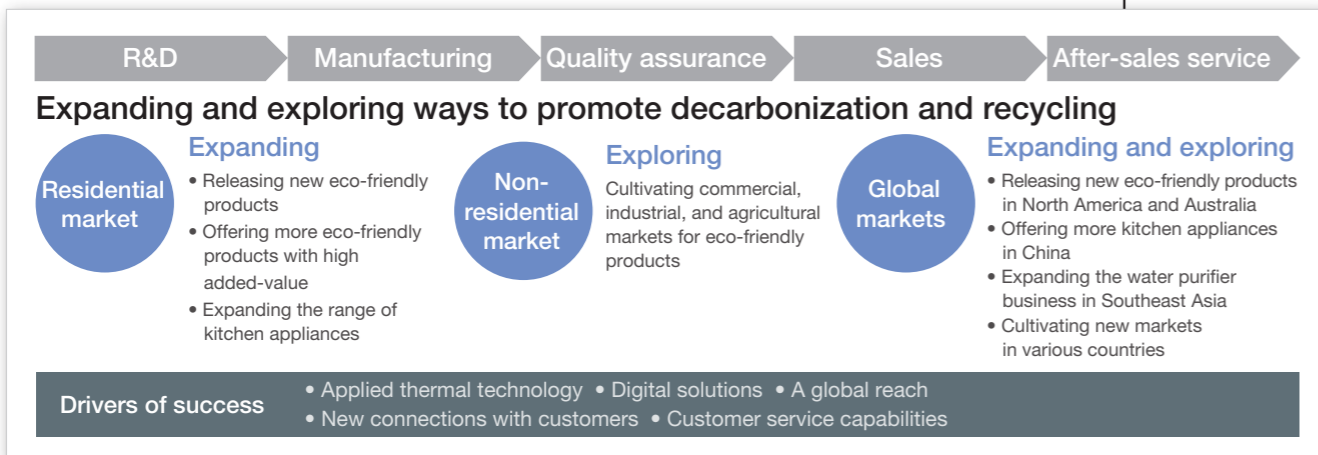 R&D
Manufacturing
Quality assurance
Sales
After-sales service
Expanding and exploring ways to promote decarbonization and recycling
Residential
market
Expanding
• Releasing new eco-friendly
products
• Offering more eco-friendly
products with high
added-value
• Expanding the range of
kitchen appliances
Non-
residential
market
Exploring
Cultivating commercial,
industrial, and agricultural
markets for eco-friendly
products
Global
markets
Expanding and exploring
• Releasing new eco-friendly products
in North America and Australia
• Offering more kitchen appliances
in China
• Expanding the water purifier
business in Southeast Asia
• Cultivating new markets
in various countries
Drivers of success
• Applied thermal technology • Digital solutions • A global reach
• New connections with customers • Customer service capabilities